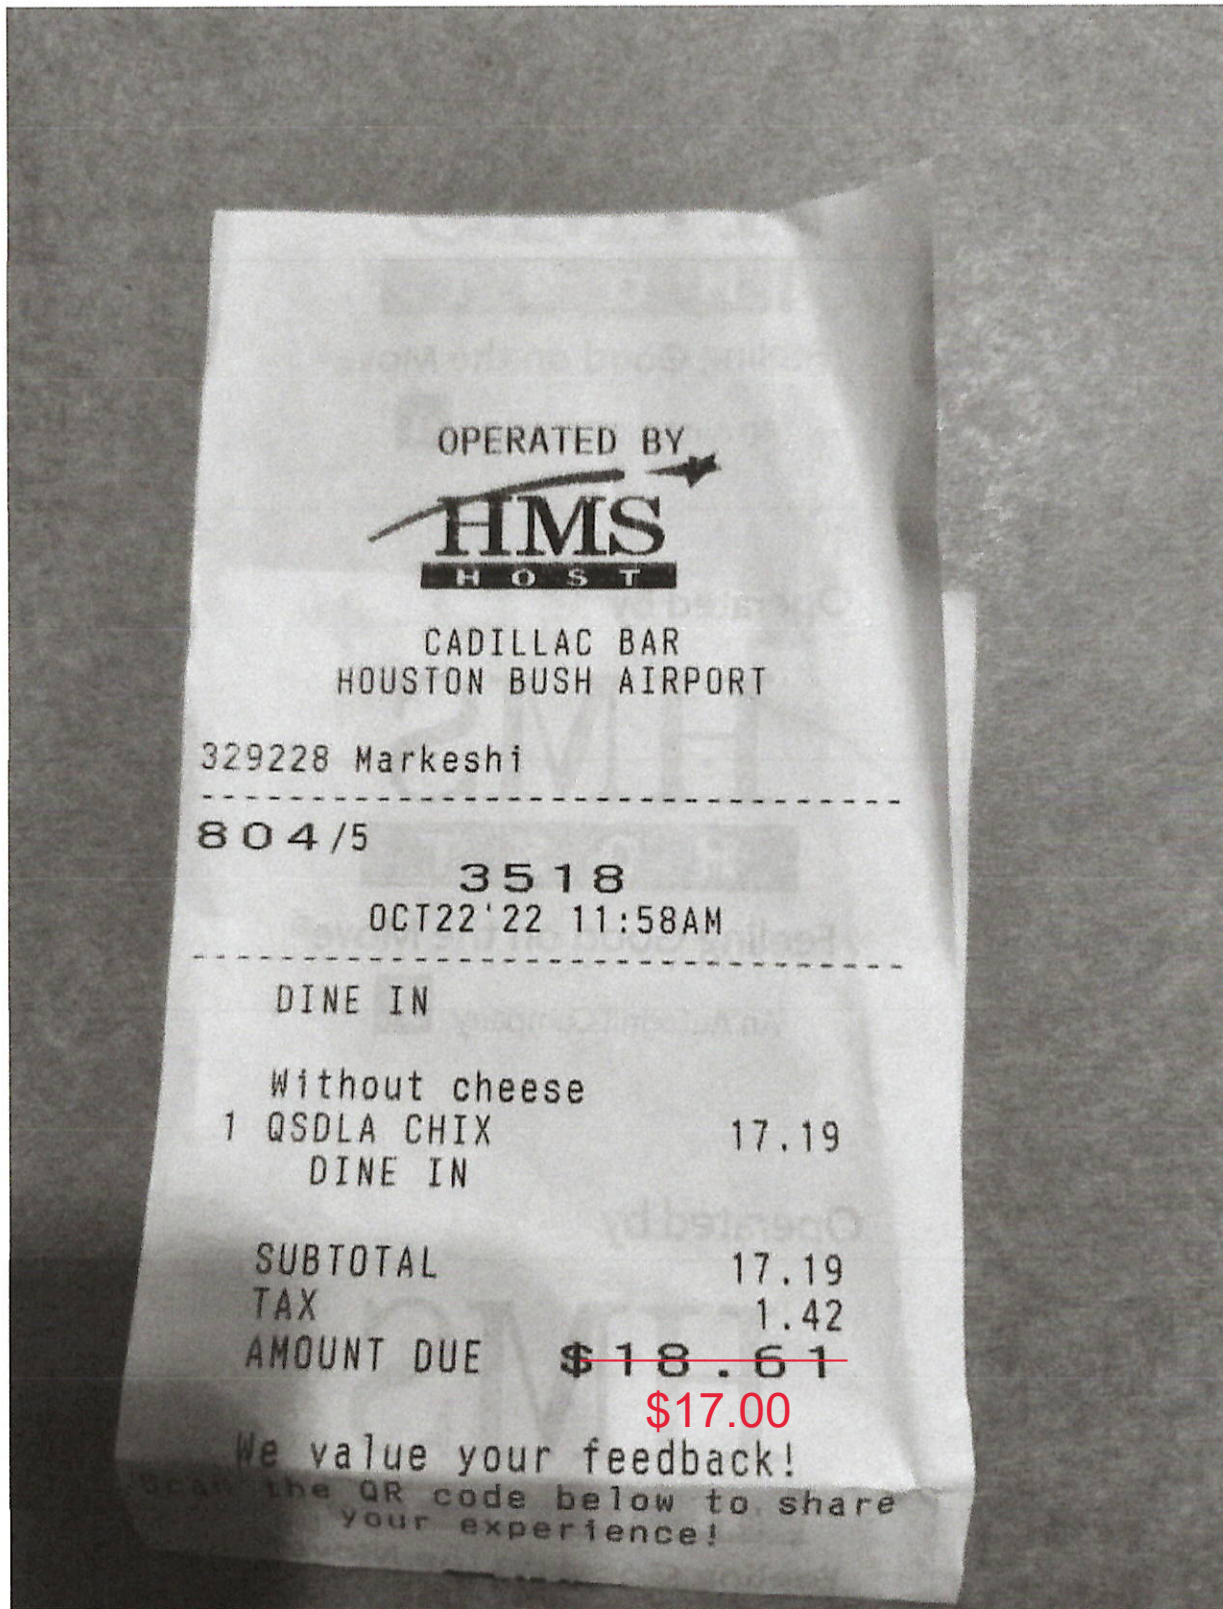 OPERATED BY
HMS
HOST
CADILLAC BAR
HOUSTON BUSH AIRPORT
329228 Markeshi
--------------------------------
804/5
3518
OCT22'22 11:58AM
--------------------------------
DINE IN
Without cheese
1 QSDLA CHIX 17.19
DINE IN
SUBTOTAL 17.19
TAX 1.42
AMOUNT DUE $18.61
$17.00
We value your feedback!
Scan the QR code below to share
your experience!